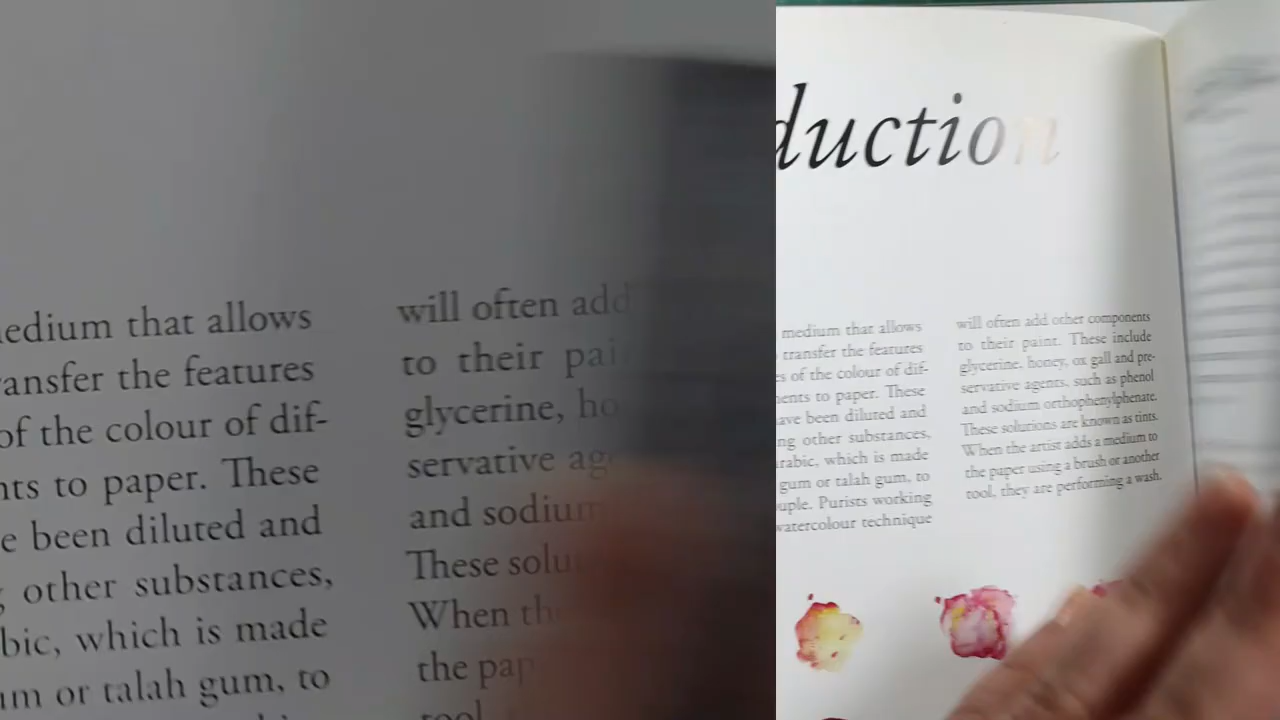 medium that allows
ransfer the features
of the colour of dif-
nts to paper. These
e been diluted and
other substances,
bic, which is made
um or talah gum, to
will often add
to their pai
glycerine, ho
servative ag
and sodium
These solu
When th
the pap
tool
duction
medium that allows
transfer the features
s of the colour of dif-
ents to paper. These
ave been diluted and
ng other substances,
rabic, which is made
gum or talah gum, to
uple. Purists working
watercolour technique
will often add other components
to their paint. These include
glycerine, honey, ox gall and pre-
servative agents, such as phenol
and sodium orthophenylphenate.
These solutions are known as tints.
When the artist adds a medium to
the paper using a brush or another
tool, they are performing a wash.